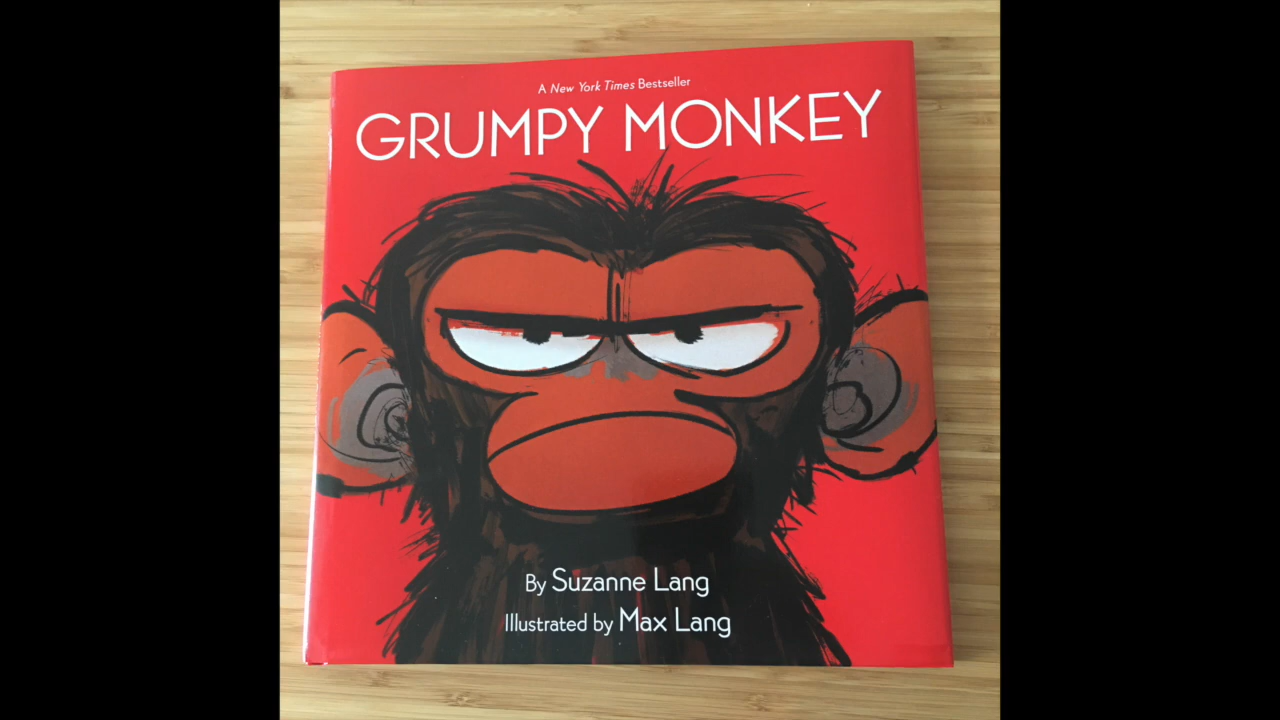 A New York Times Bestseller
GRUMPY MONKEY
By Suzanne Lang
Illustrated by Max Lang